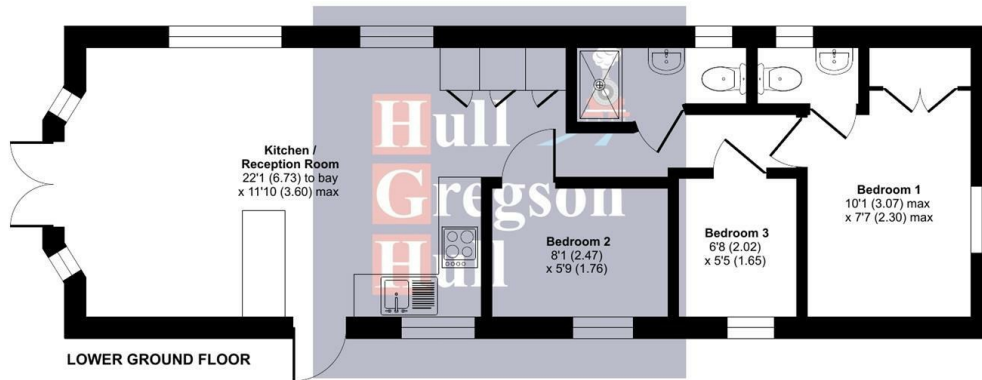 Hull
Gregson
Hull
Kitchen /
Reception Room
22'1 (6.73) to bay
x 11'10 (3.60) max
Bedroom 2
8'1 (2.47)
x 5'9 (1.76)
Bedroom 3
6'8 (2.02)
x 5'5 (1.65)
Bedroom 1
10'1 (3.07) max
x 7'7 (2.30) max
LOWER GROUND FLOOR